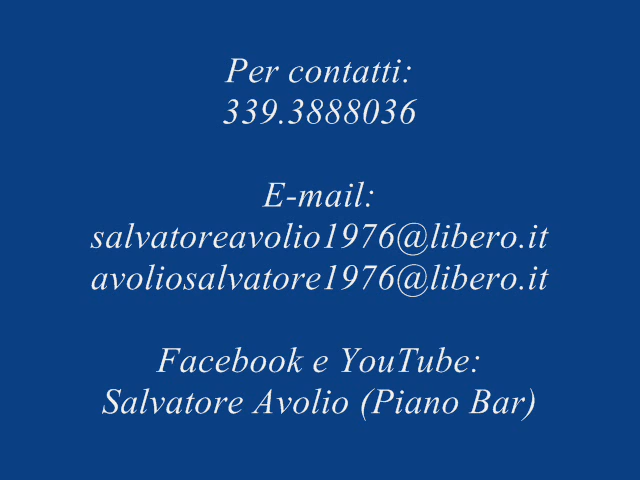 Per contatti:
339.3888036
E-mail:
salvatoreavolio1976@libero.it
avoliosalvatore1976@libero.it
Facebook e YouTube:
Salvatore Avolio (Piano Bar)